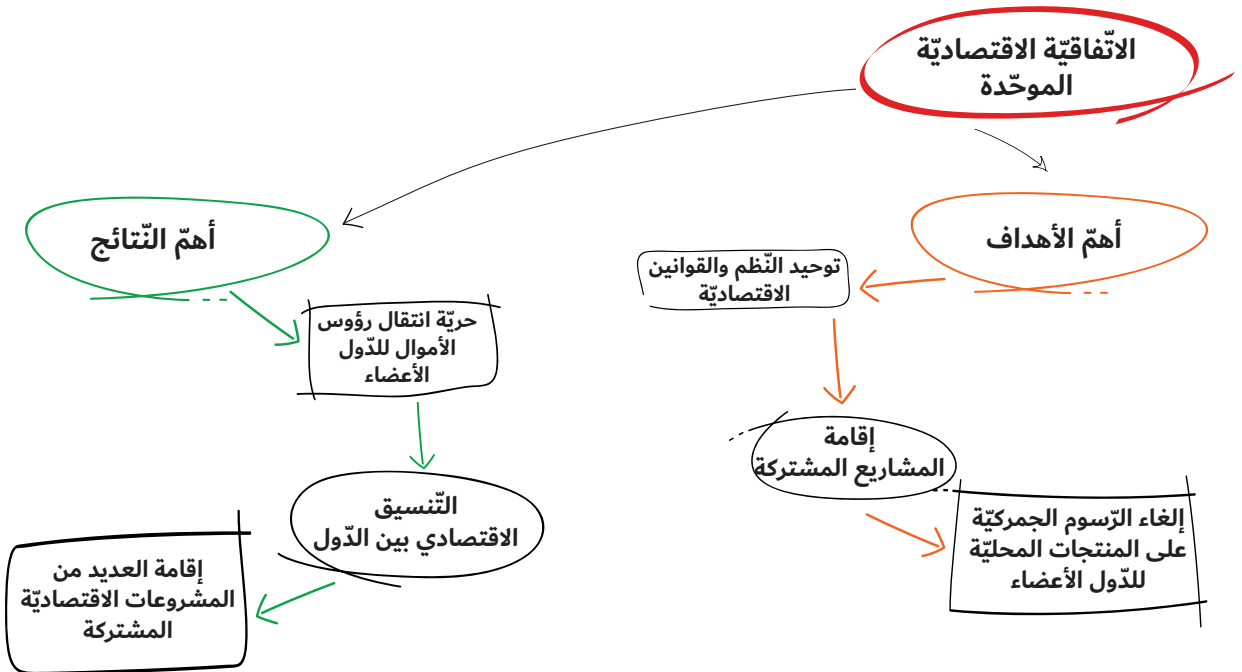 الاتّفاقيّة الاقتصاديّة
الموحّدة
أهمّ الأهداف
توحيد النّظم والقوانين
الاقتصاديّة
إقامة
المشاريع المشتركة
إلغاء الرّسوم الجمركيّة
على المنتجات المحليّة
للدّول الأعضاء
أهمّ النّتائج
حريّة انتقال رؤوس
الأموال للدّول
الأعضاء
التّنسيق
الاقتصادي بين الدّول
إقامة العديد من
المشروعات الاقتصاديّة
المشتركة